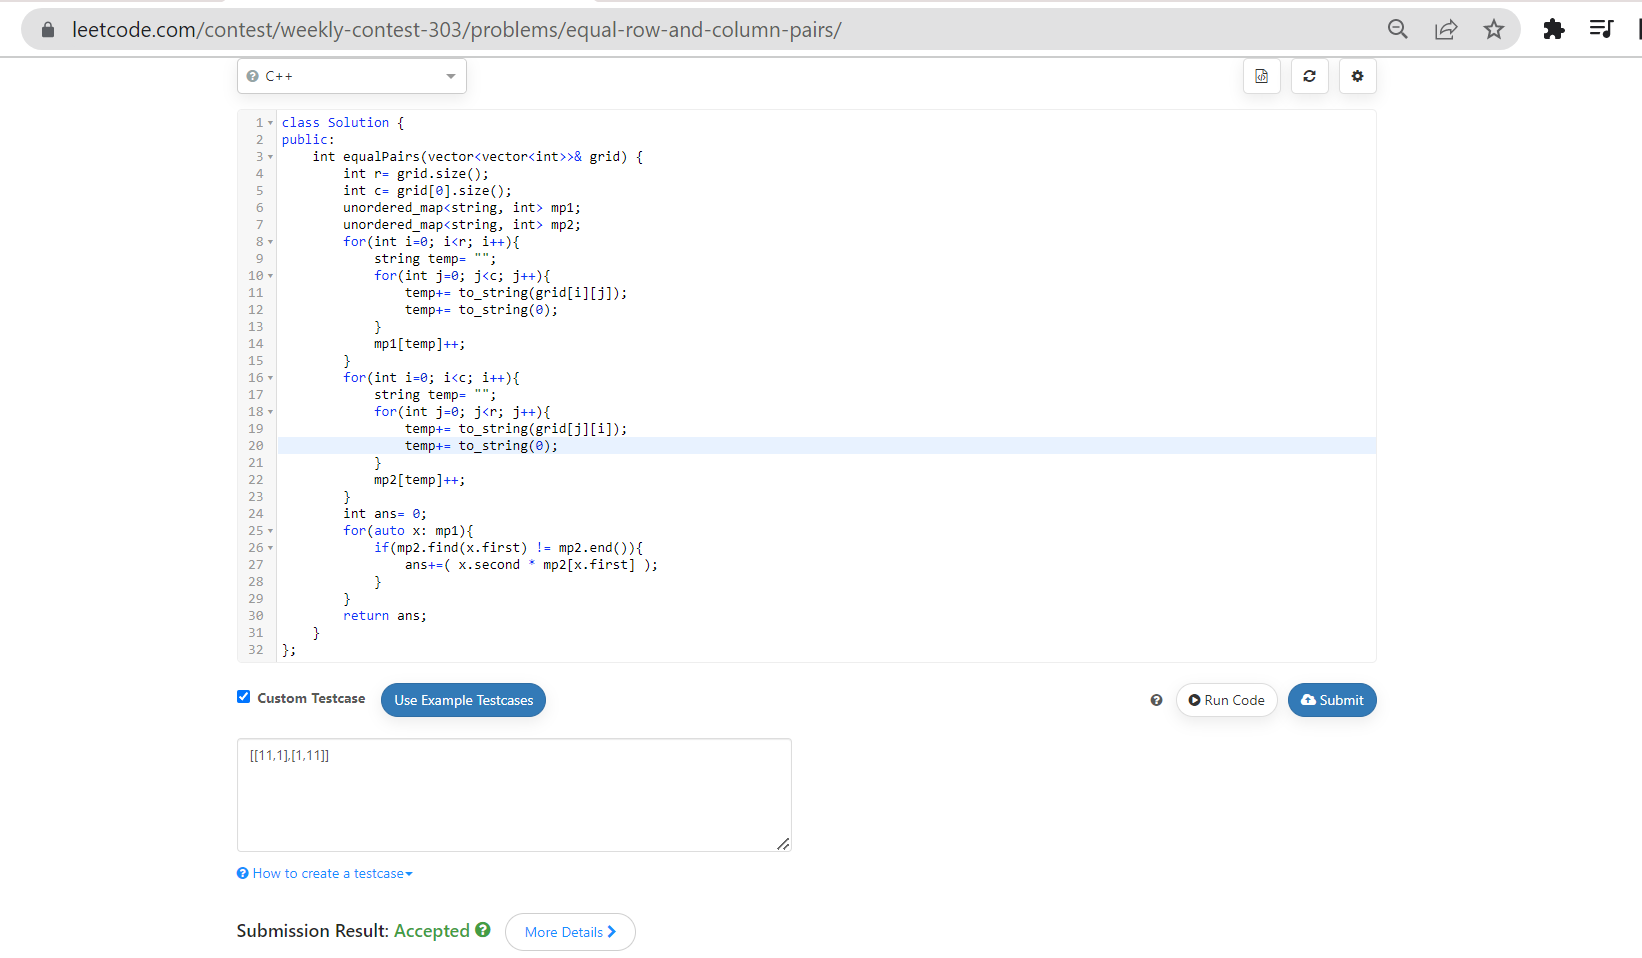 leetcode.com/contest/weekly-contest-303/problems/equal-row-and-column-pairs/
C++
1 class Solution {
2 public:
3     int equalPairs(vector<vector<int>>& grid) {
4         int r= grid.size();
5         int c= grid[0].size();
6         unordered_map<string, int> mp1;
7         unordered_map<string, int> mp2;
8         for(int i=0; i<r; i++){
9             string temp= "";
10             for(int j=0; j<c; j++){
11                 temp+= to_string(grid[i][j]);
12                 temp+= to_string(0);
13             }
14             mp1[temp]++;
15         }
16         for(int i=0; i<c; i++){
17             string temp= "";
18             for(int j=0; j<r; j++){
19                 temp+= to_string(grid[j][i]);
20                 temp+= to_string(0);
21             }
22             mp2[temp]++;
23         }
24         int ans= 0;
25         for(auto x: mp1){
26             if(mp2.find(x.first) != mp2.end()){
27                 ans+=( x.second * mp2[x.first] );
28             }
29         }
30         return ans;
31     }
32 };
Custom Testcase Use Example Testcases Run Code Submit
[[11,1],[1,11]]
How to create a testcase
Submission Result: Accepted More Details